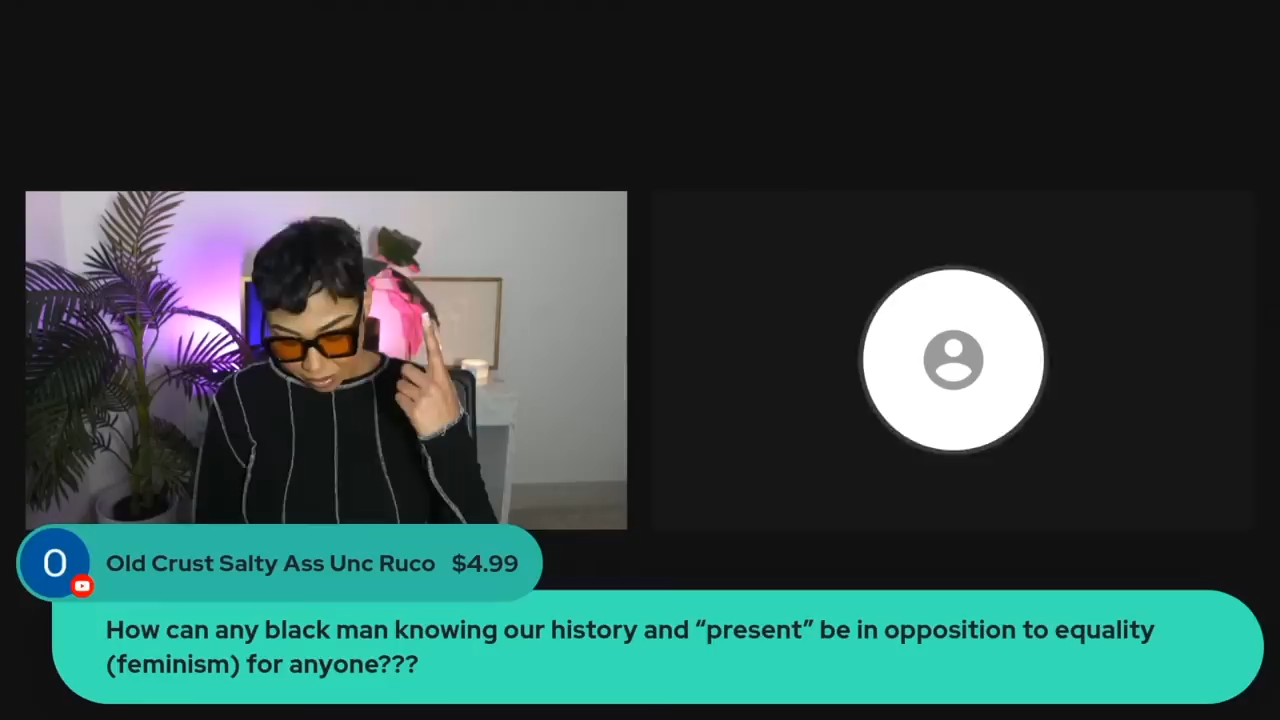 O
Old Crust Salty Ass Unc Ruco $4.99
How can any black man knowing our history and “present” be in opposition to equality
(feminism) for anyone???